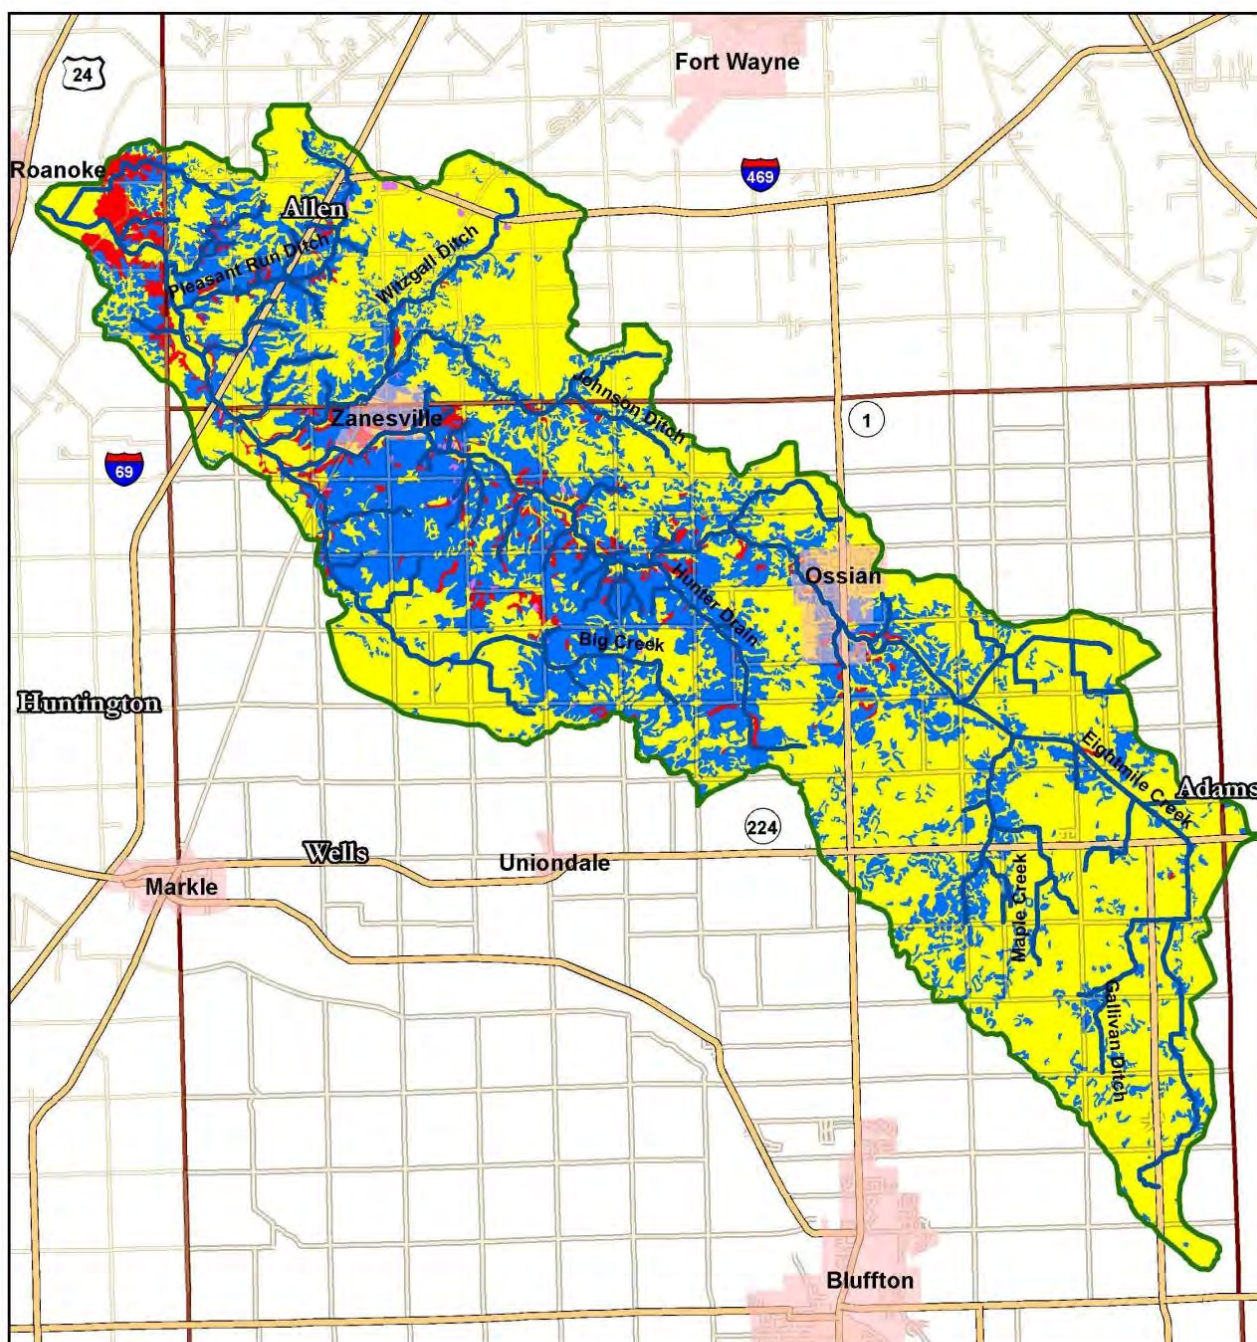 Fort Wayne
24
Roanoke
469
Allen
Pleasant Run Ditch
Witzgall Ditch
Johnson Ditch
Zanesville
1
69
Ossian
Hunter Drain
Big Creek
Huntington
Eightmile Creek
Adams
224
Wells
Uniondale
Markle
Maple Creek
Gallivan Ditch
Bluffton